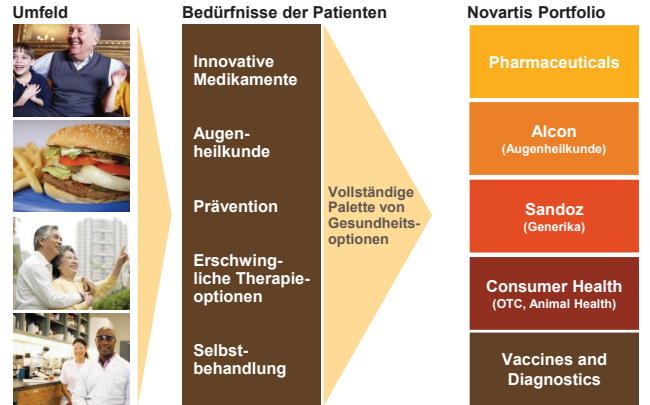 Umfeld
Bedürfnisse der Patienten
Novartis Portfolio
Innovative
Medikamente
Augen-
heilkunde
Prävention
Erschwing-
liche Therapie-
optionen
Selbst-
behandlung
Vollständige
Palette von
Gesundheits-
optionen
Pharmaceuticals
Alcon
(Augenheilkunde)
Sandoz
(Generika)
Consumer Health
(OTC, Animal Health)
Vaccines and
Diagnostics